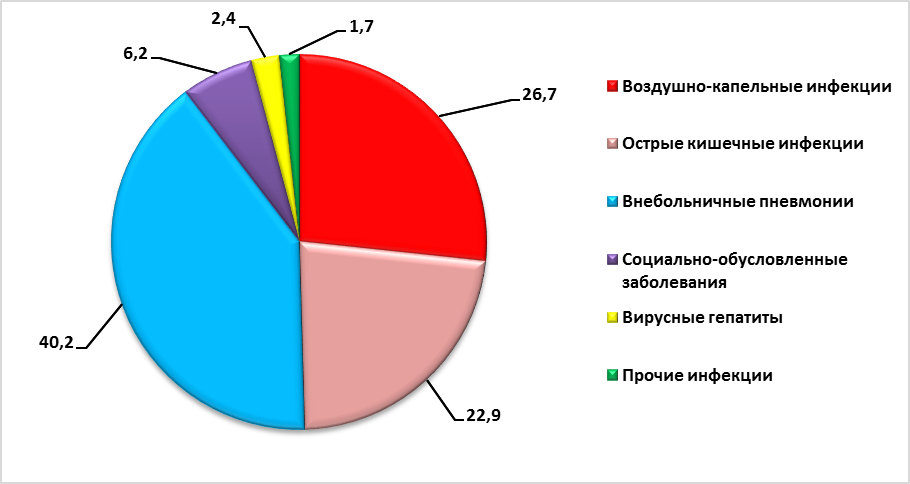 2,4
1,7
6,2
26,7
40,2
22,9
Воздушно-капельные инфекции
Острые кишечные инфекции
Внебольничные пневмонии
Социально-обусловленные
заболевания
Вирусные гепатиты
Прочие инфекции